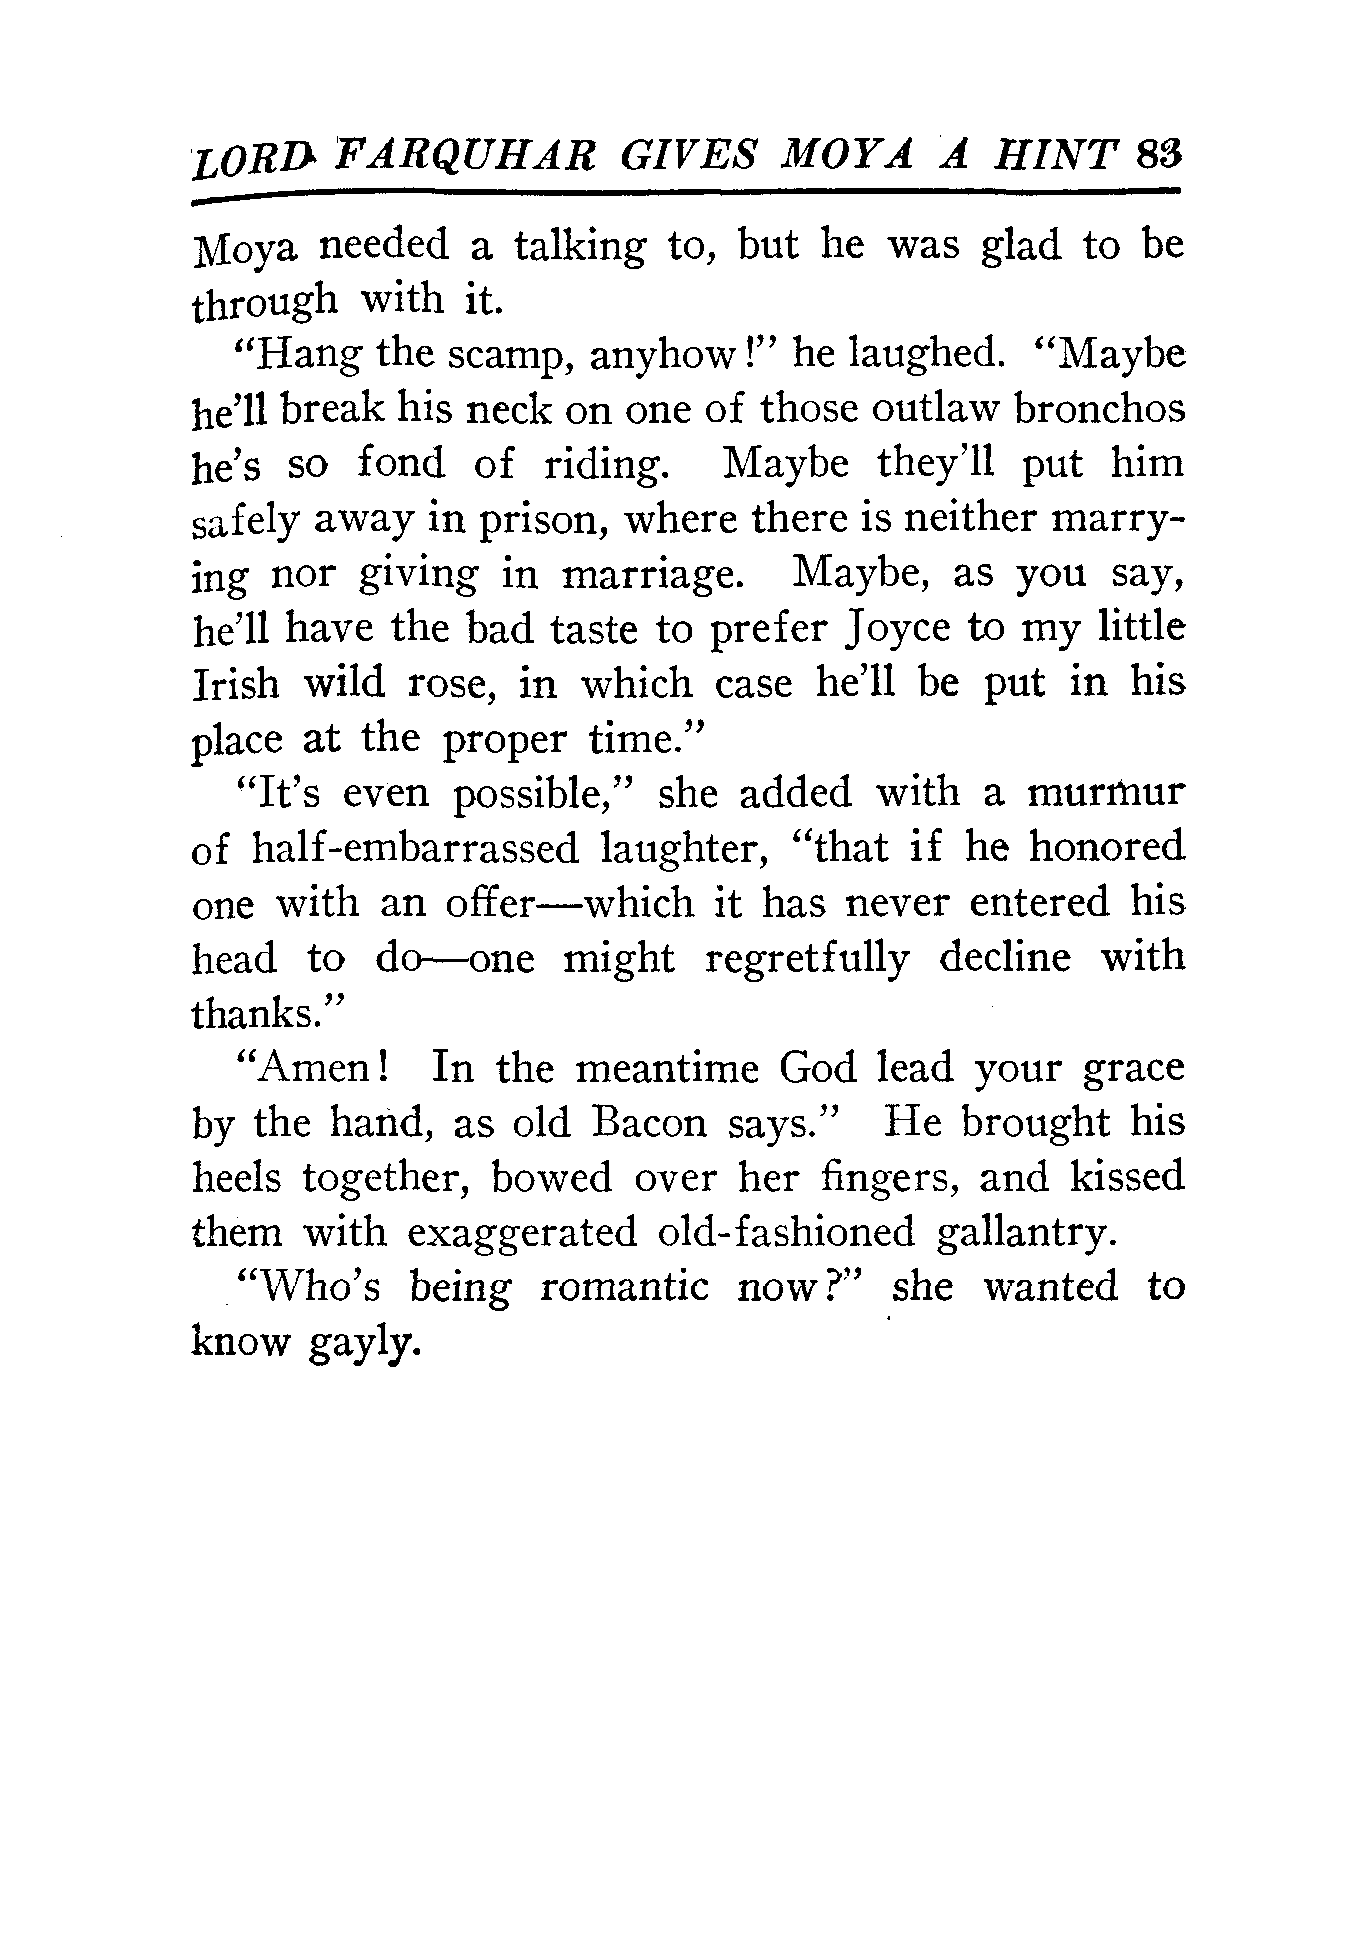 LORD FARQUHAR GIVES MOYA A HINT 83
Moya needed a talking to, but he was glad to be
through with it.
"Hang the scamp, anyhow!" he laughed. "Maybe
he'll break his neck on one of those outlaw bronchos
he's so fond of riding. Maybe they'll put him
safely away in prison, where there is neither marry-
ing nor giving in marriage. Maybe, as you say,
he'll have the bad taste to prefer Joyce to my little
Irish wild rose, in which case he'll be put in his
place at the proper time."
"It's even possible," she added with a murmur
of half-embarrassed laughter, "that if he honored
one with an offer—which it has never entered his
head to do—one might regretfully decline with
thanks."
"Amen! In the meantime God lead your grace
by the hand, as old Bacon says." He brought his
heels together, bowed over her fingers, and kissed
them with exaggerated old-fashioned gallantry.
"Who's being romantic now?" she wanted to
know gayly.